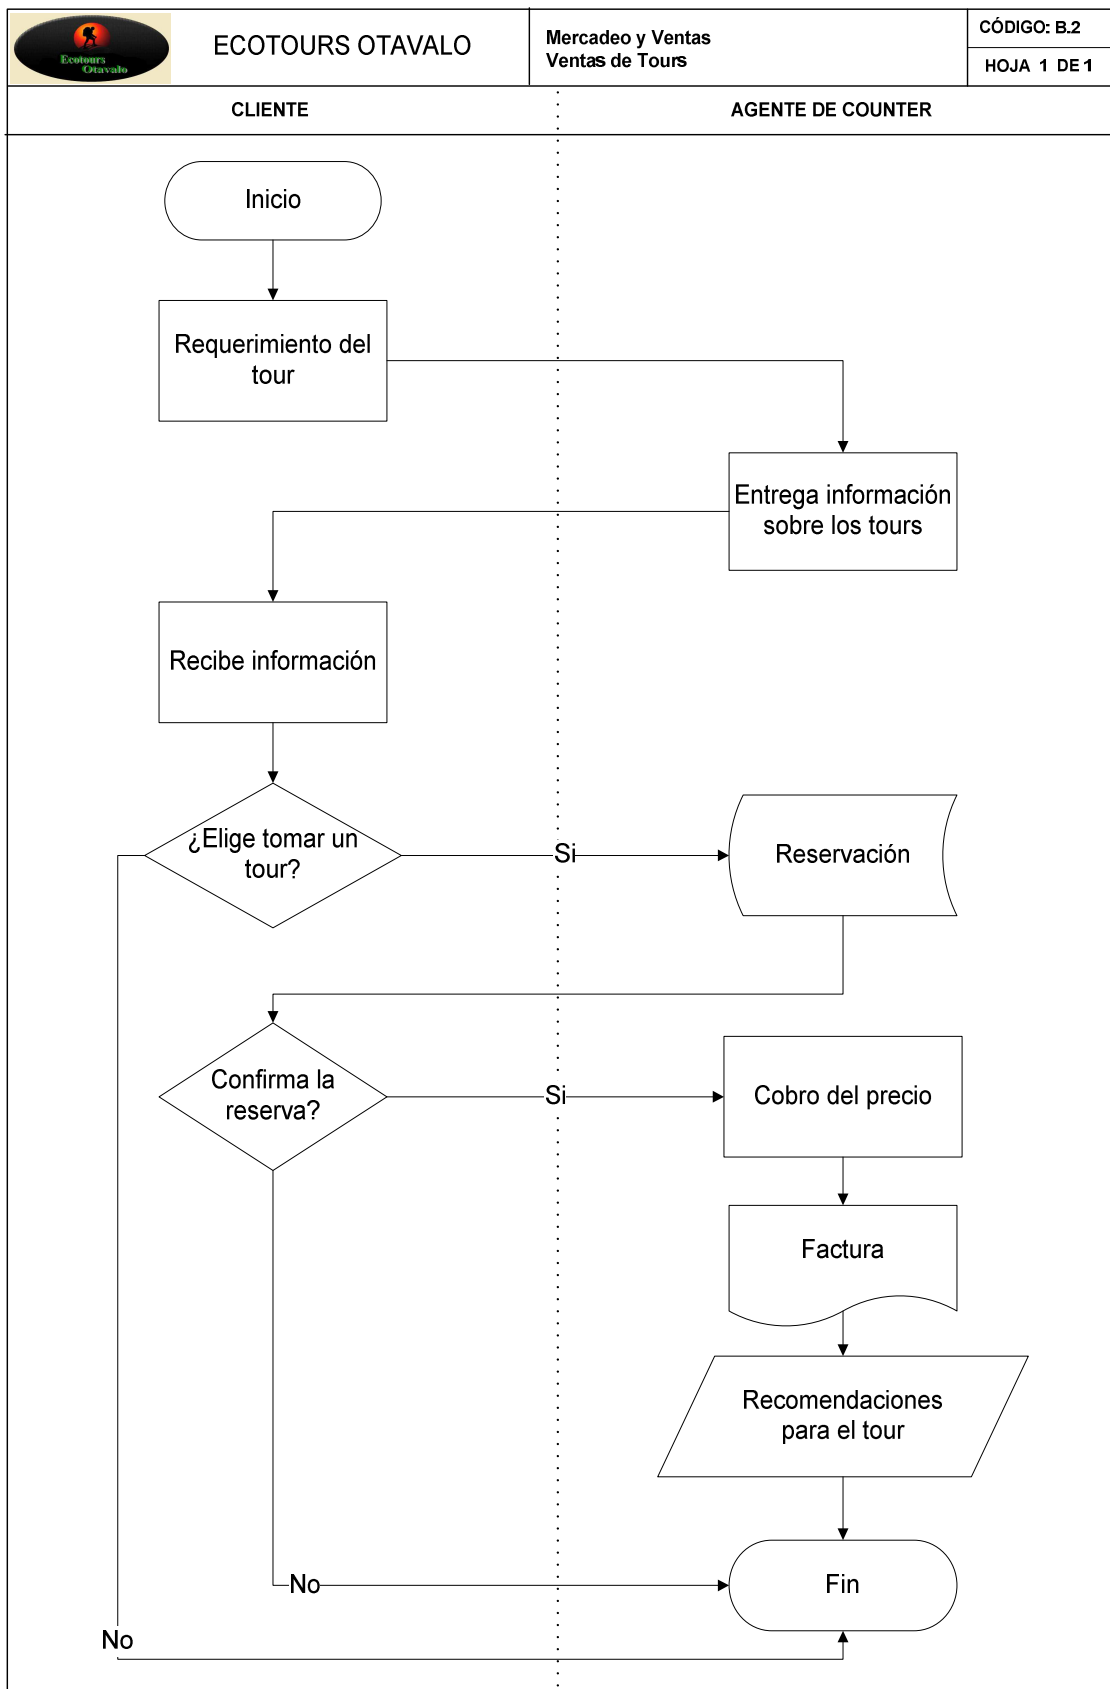 Ecotours
Otavalo
ECOTOURS OTAVALO
Mercadeo y Ventas
Ventas de Tours
CÓDIGO: B.2
HOJA 1 DE 1
CLIENTE
AGENTE DE COUNTER
Inicio
Requerimiento del
tour
Entrega información
sobre los tours
Recibe información
¿Elige tomar un
tour?
Si
Reservación
Confirma la
reserva?
Si
Cobro del precio
Factura
Recomendaciones
para el tour
No
Fin
No